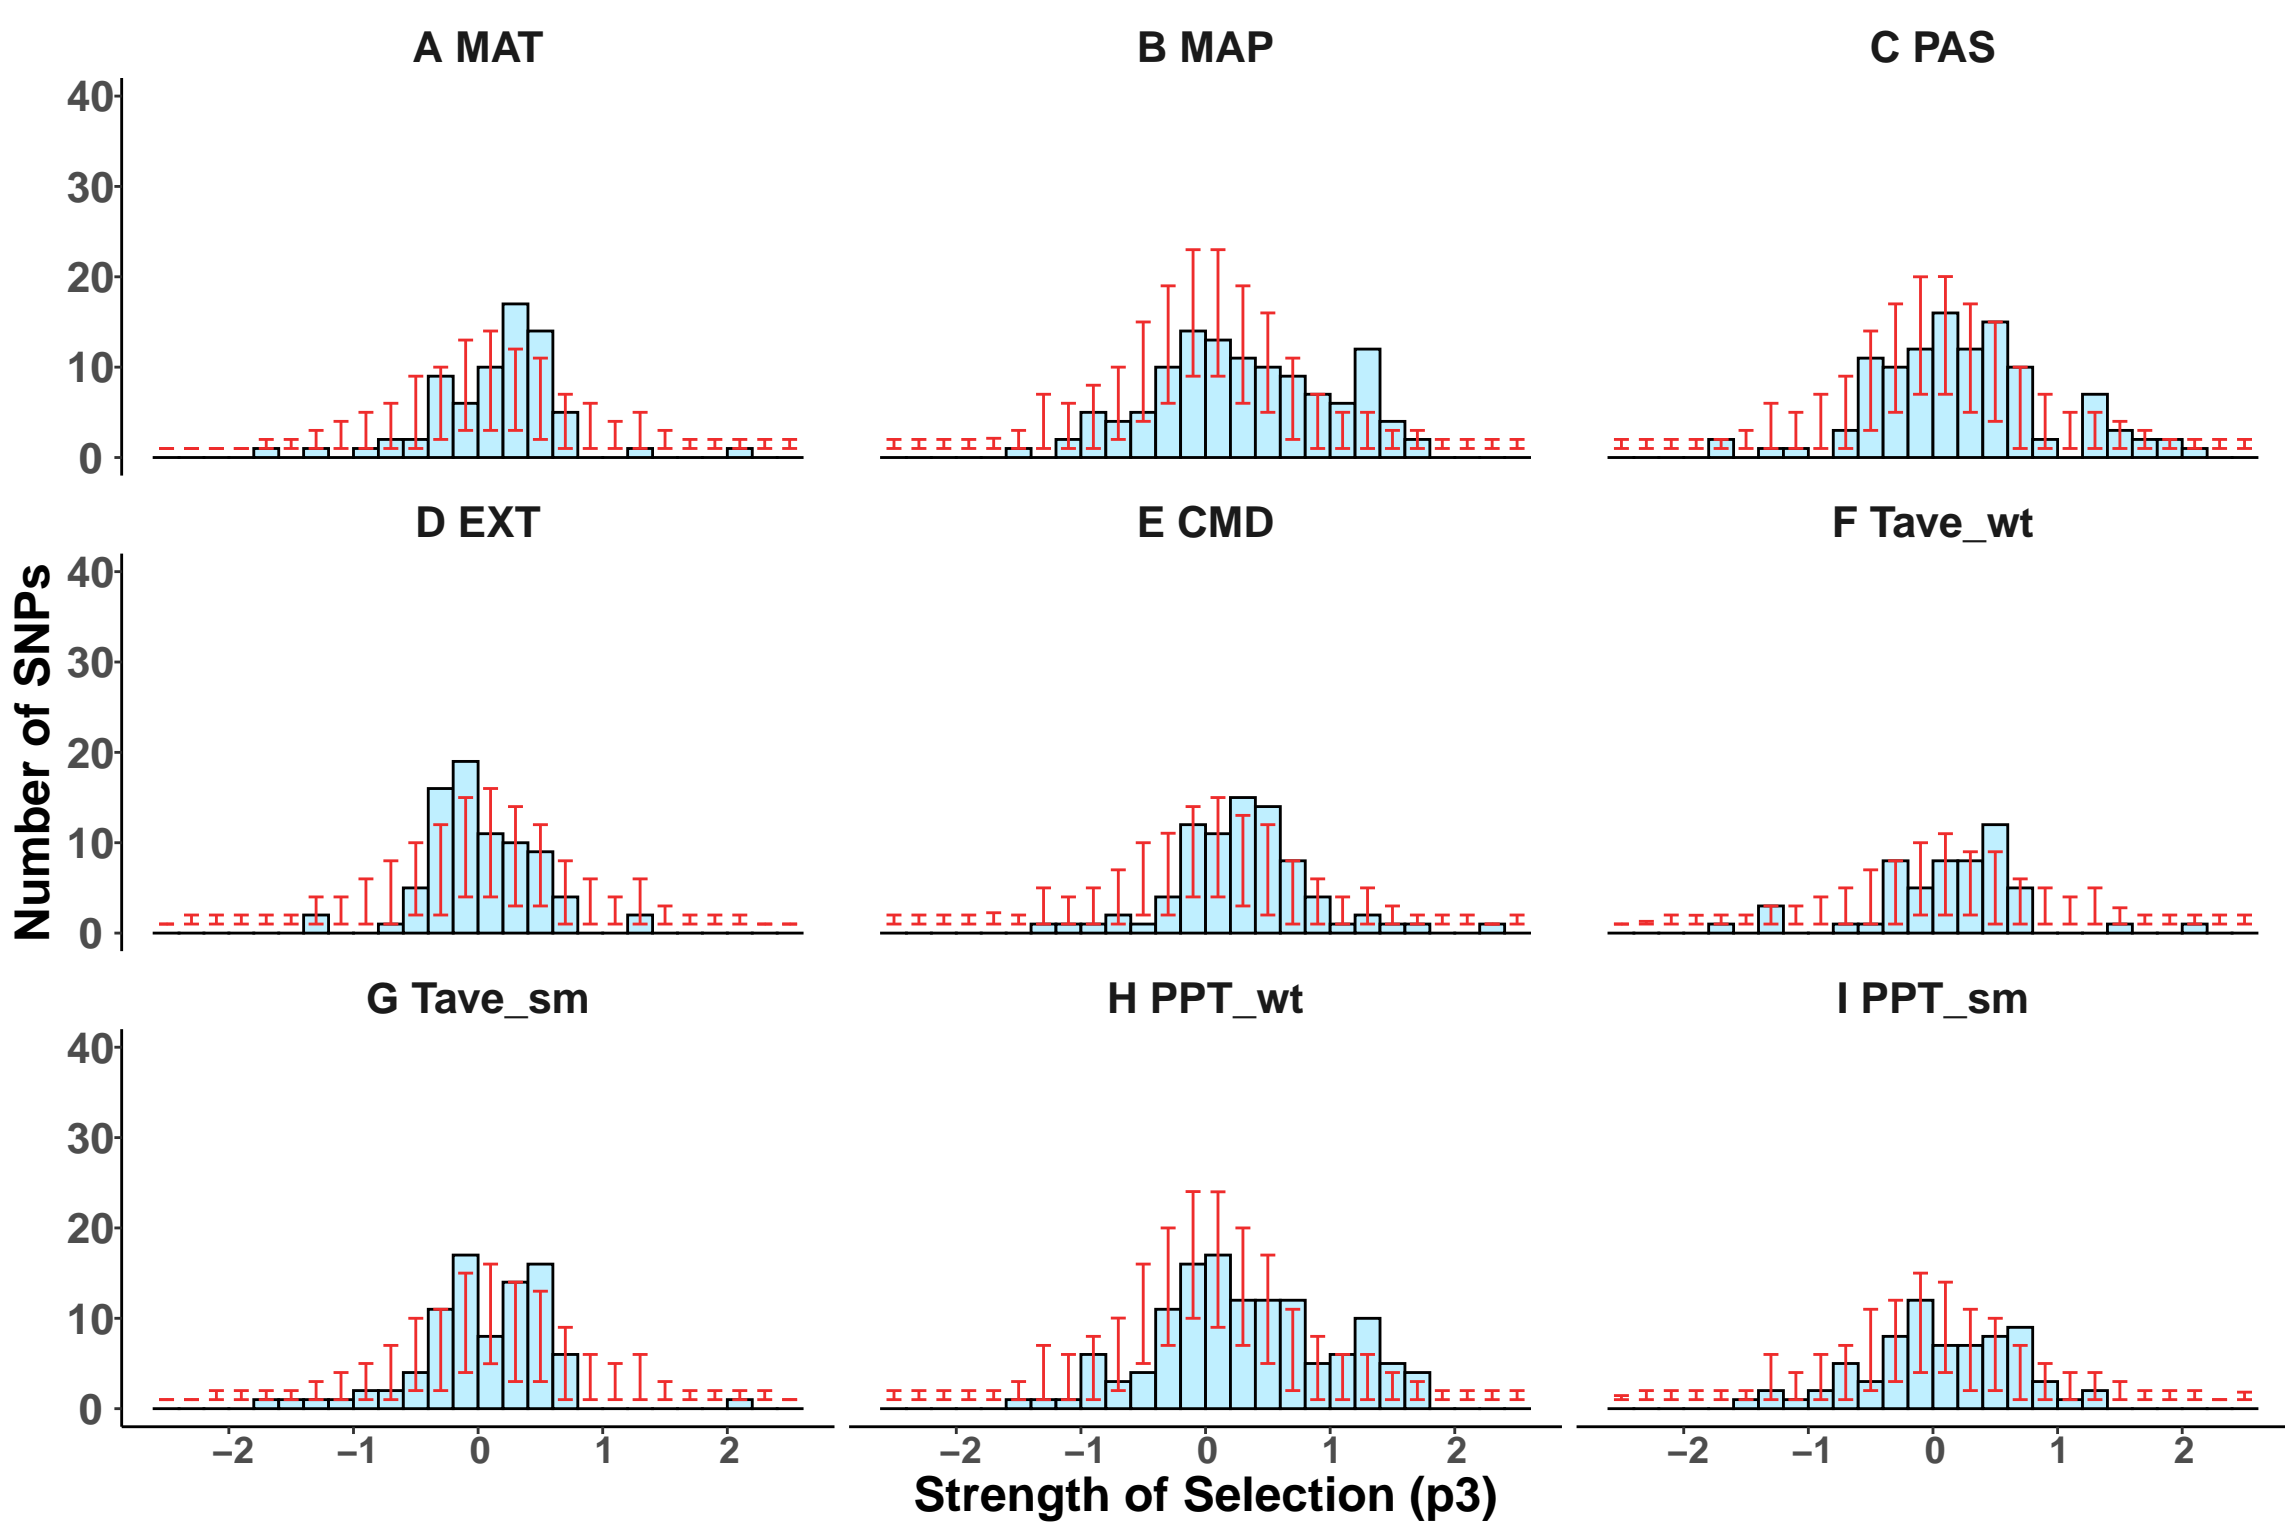 A MAT
B MAP
C PAS
40
30
20
10
0
D EXT
E CMD
F Tave_wt
40
30
20
10
0
G Tave_sm
H PPT_wt
I PPT_sm
40
30
20
10
0
Number of SNPs
−2 −1 0 1 2
−2 −1 0 1 2
−2 −1 0 1 2
Strength of Selection (p3)